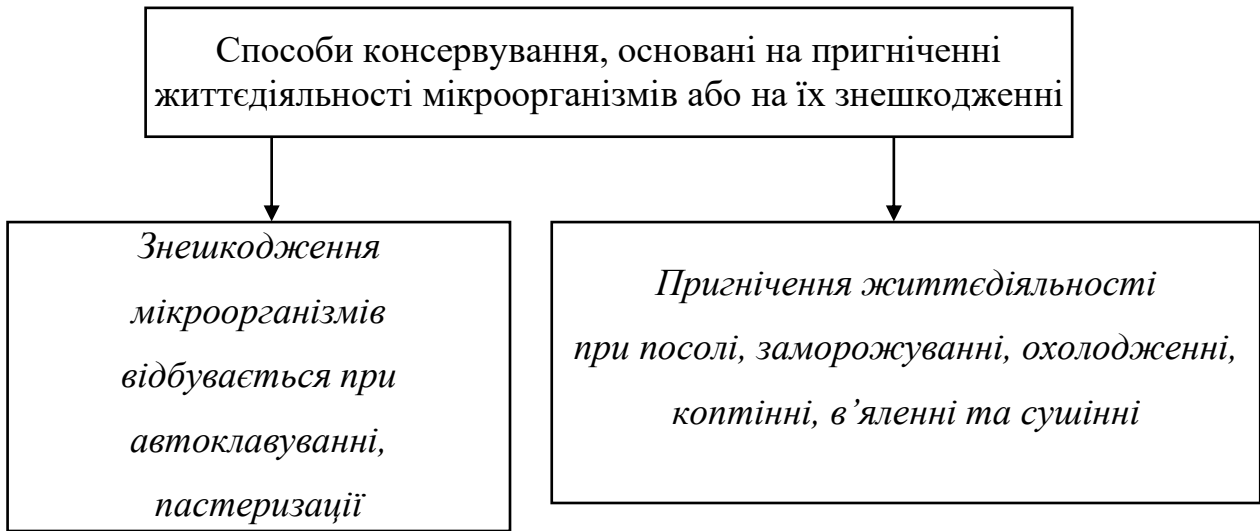 Способи консервування, основані на пригніченні
життєдіяльності мікроорганізмів або на їх знешкодженні
Знешкодження
мікроорганізмів
відбувається при
автоклавуванні,
пастеризації
Пригнічення життєдіяльності
при посолі, заморожуванні, охолодженні,
коптінні, в’яленні та сушінні